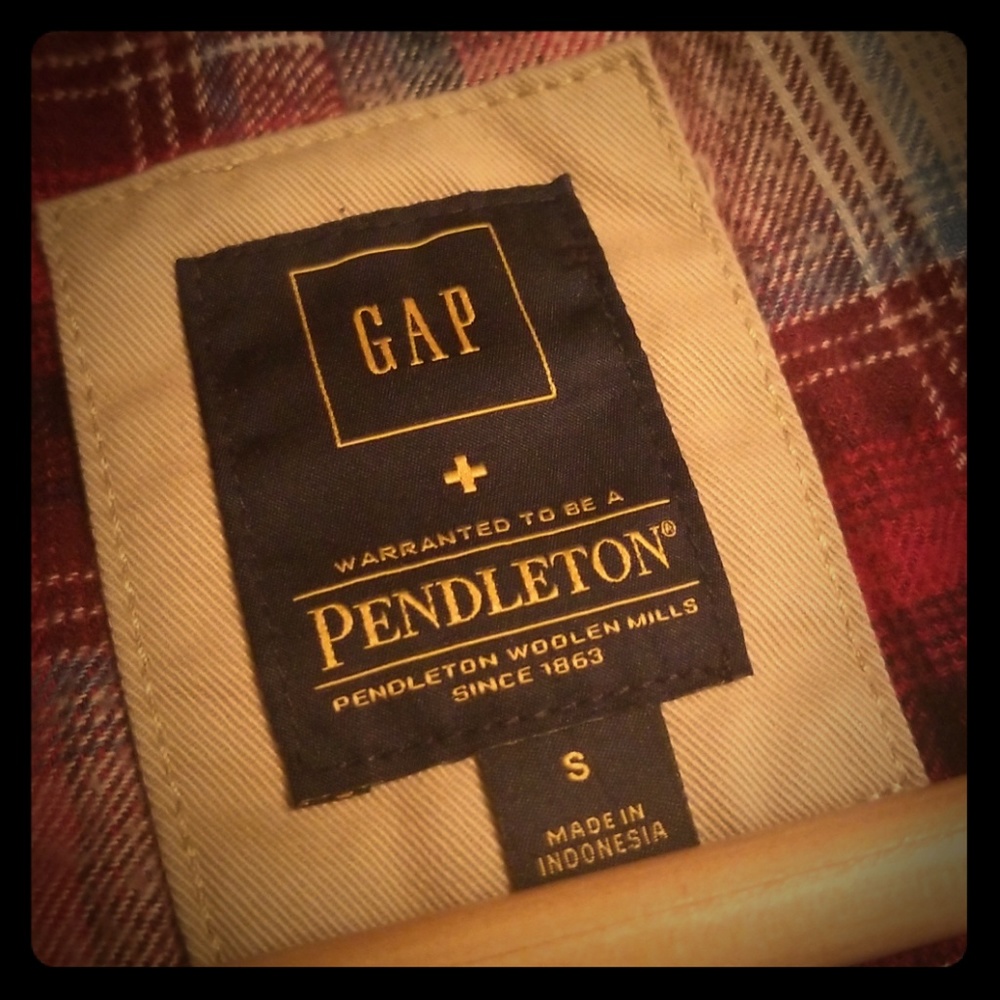 GAP
+
WARRANTED TO BE A
PENDLETON®
PENDLETON WOOLEN MILLS
SINCE 1863
S
MADE IN
INDONESIA